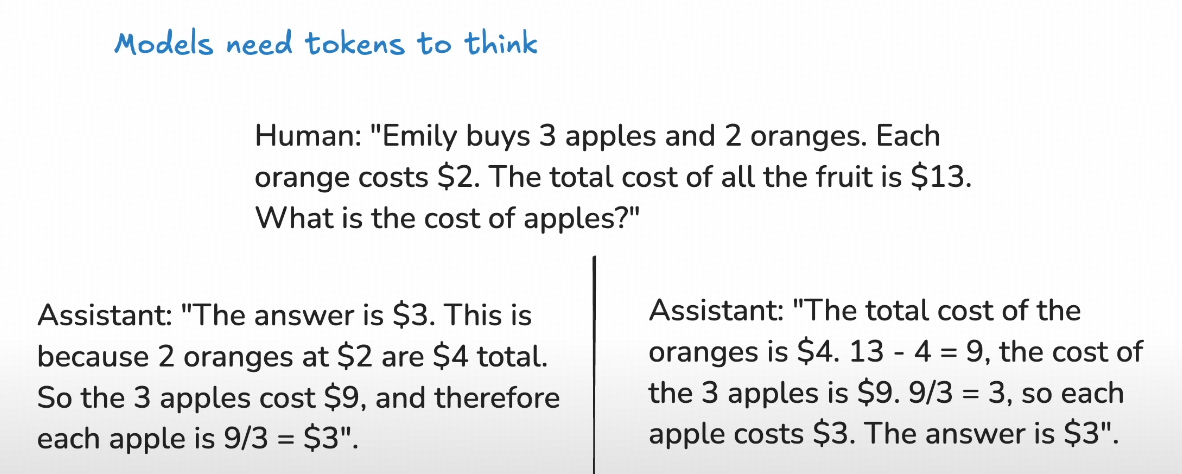 Models need tokens to think
Human: "Emily buys 3 apples and 2 oranges. Each
orange costs $2. The total cost of all the fruit is $13.
What is the cost of apples?"
Assistant: "The answer is $3. This is
because 2 oranges at $2 are $4 total.
So the 3 apples cost $9, and therefore
each apple is 9/3 = $3".
Assistant: "The total cost of the
oranges is $4. 13 - 4 = 9, the cost of
the 3 apples is $9. 9/3 = 3, so each
apple costs $3. The answer is $3".